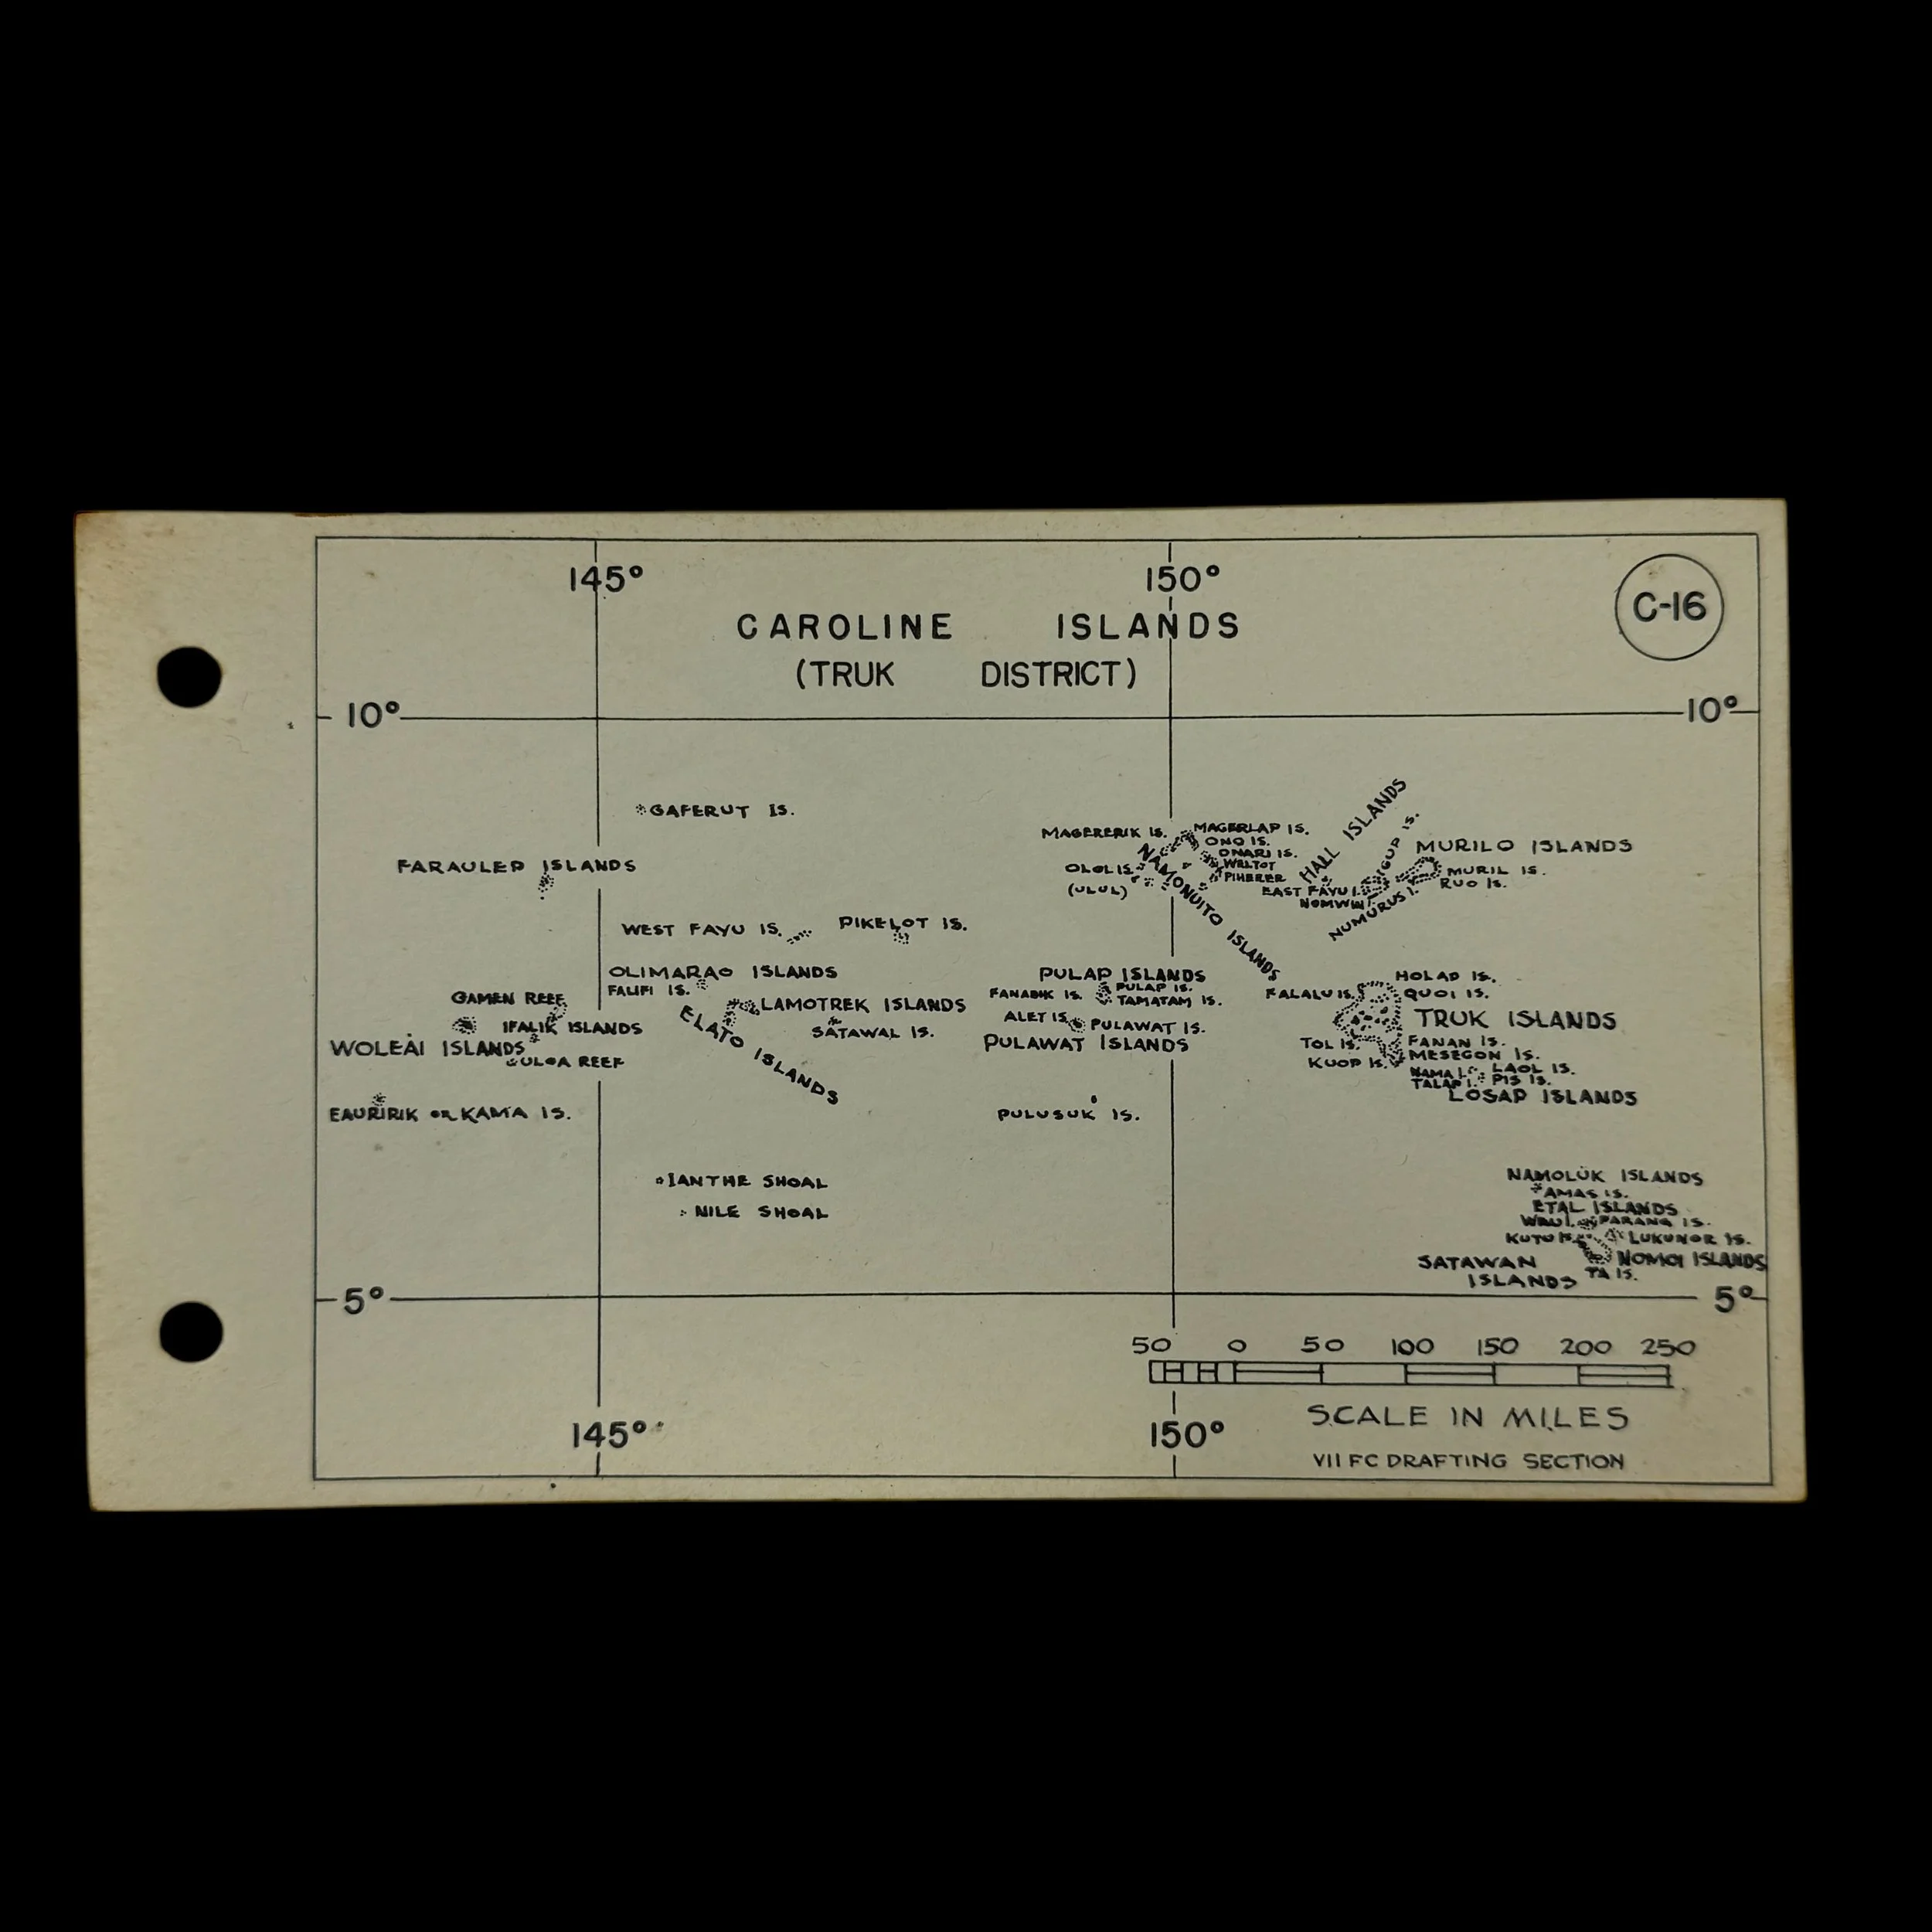 145° 150°
C-16
CAROLINE ISLANDS
(TRUK DISTRICT)
10° 10°
GAFERUT IS.
FARAULEP ISLANDS
WEST FAYU IS. PIKELOT IS.
OLIMARAO ISLANDS
FALIFI IS.
GAMEN REEF
LAMOTREK ISLANDS
IFALIK ISLANDS
ELATO ISLANDS
SATAWAL IS.
WOLEAI ISLANDS
EAURIRIK OR KAMA IS.
IANTHE SHOAL
NILE SHOAL
HALL ISLANDS
MAGERERIK IS. MAGERLAP IS.
ONO IS.
ONARI IS.
OLOL IS.
(ULUL)
PIHERER
NAMONUITO ISLANDS
EAST FAYU I.
NOMWIN I.
NUMURUS I.
MURILO ISLANDS
MURIL IS.
RUO IS.
PULAP ISLANDS
PULAP IS.
FANADIK IS. TAMATAM IS.
ALET IS. PULAWAT IS.
PULAWAT ISLANDS
PULUSUK IS.
HOLAP IS.
FALALU IS. QUOI IS.
TRUK ISLANDS
TOL IS. FANAN IS.
KUOP IS. MESEGON IS.
NAMA I. LAOL IS.
TALAP I. PIS IS.
LOSAP ISLANDS
NAMOLUK ISLANDS
AMAS IS.
ETAL ISLANDS
PARANG IS.
KUTU IS. LUKUNOR IS.
SATAWAN
ISLANDS
NOMOI ISLANDS
TA IS.
5° 5°
50 0 50 100 150 200 250
SCALE IN MILES
145° 150°
VII FC DRAFTING SECTION